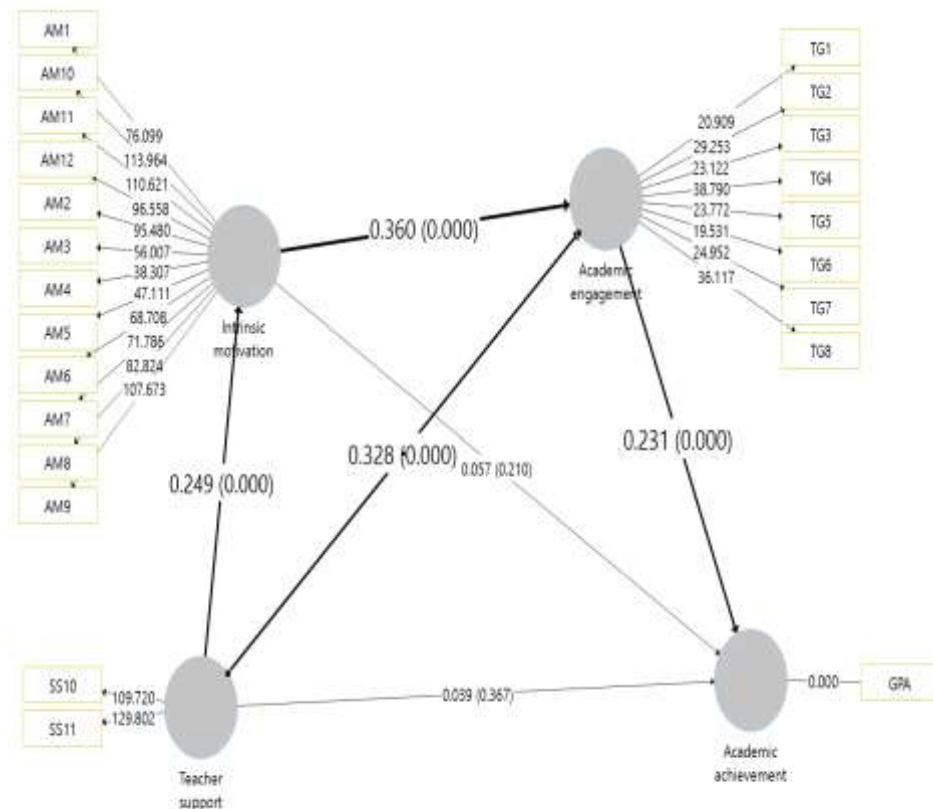 AM1
AM10
AM11
AM12
AM2
AM3
AM4
AM5
AM6
AM7
AM8
AM9
76.099
113.964
110.621
96.558
95.480
56.007
38.307
47.111
68.708
71.786
82.824
107.673
Intrinsic
motivation
0.360 (0.000)
Academic
engagement
20.909
29.253
23.122
38.790
23.772
19.531
24.952
36.117
TG1
TG2
TG3
TG4
TG5
TG6
TG7
TG8
0.249 (0.000)
0.328 (0.000)
0.057 (0.210)
0.231 (0.000)
SS10
SS11
109.720
129.802
Teacher
support
0.039 (0.367)
Academic
achievement
0.000
GPA